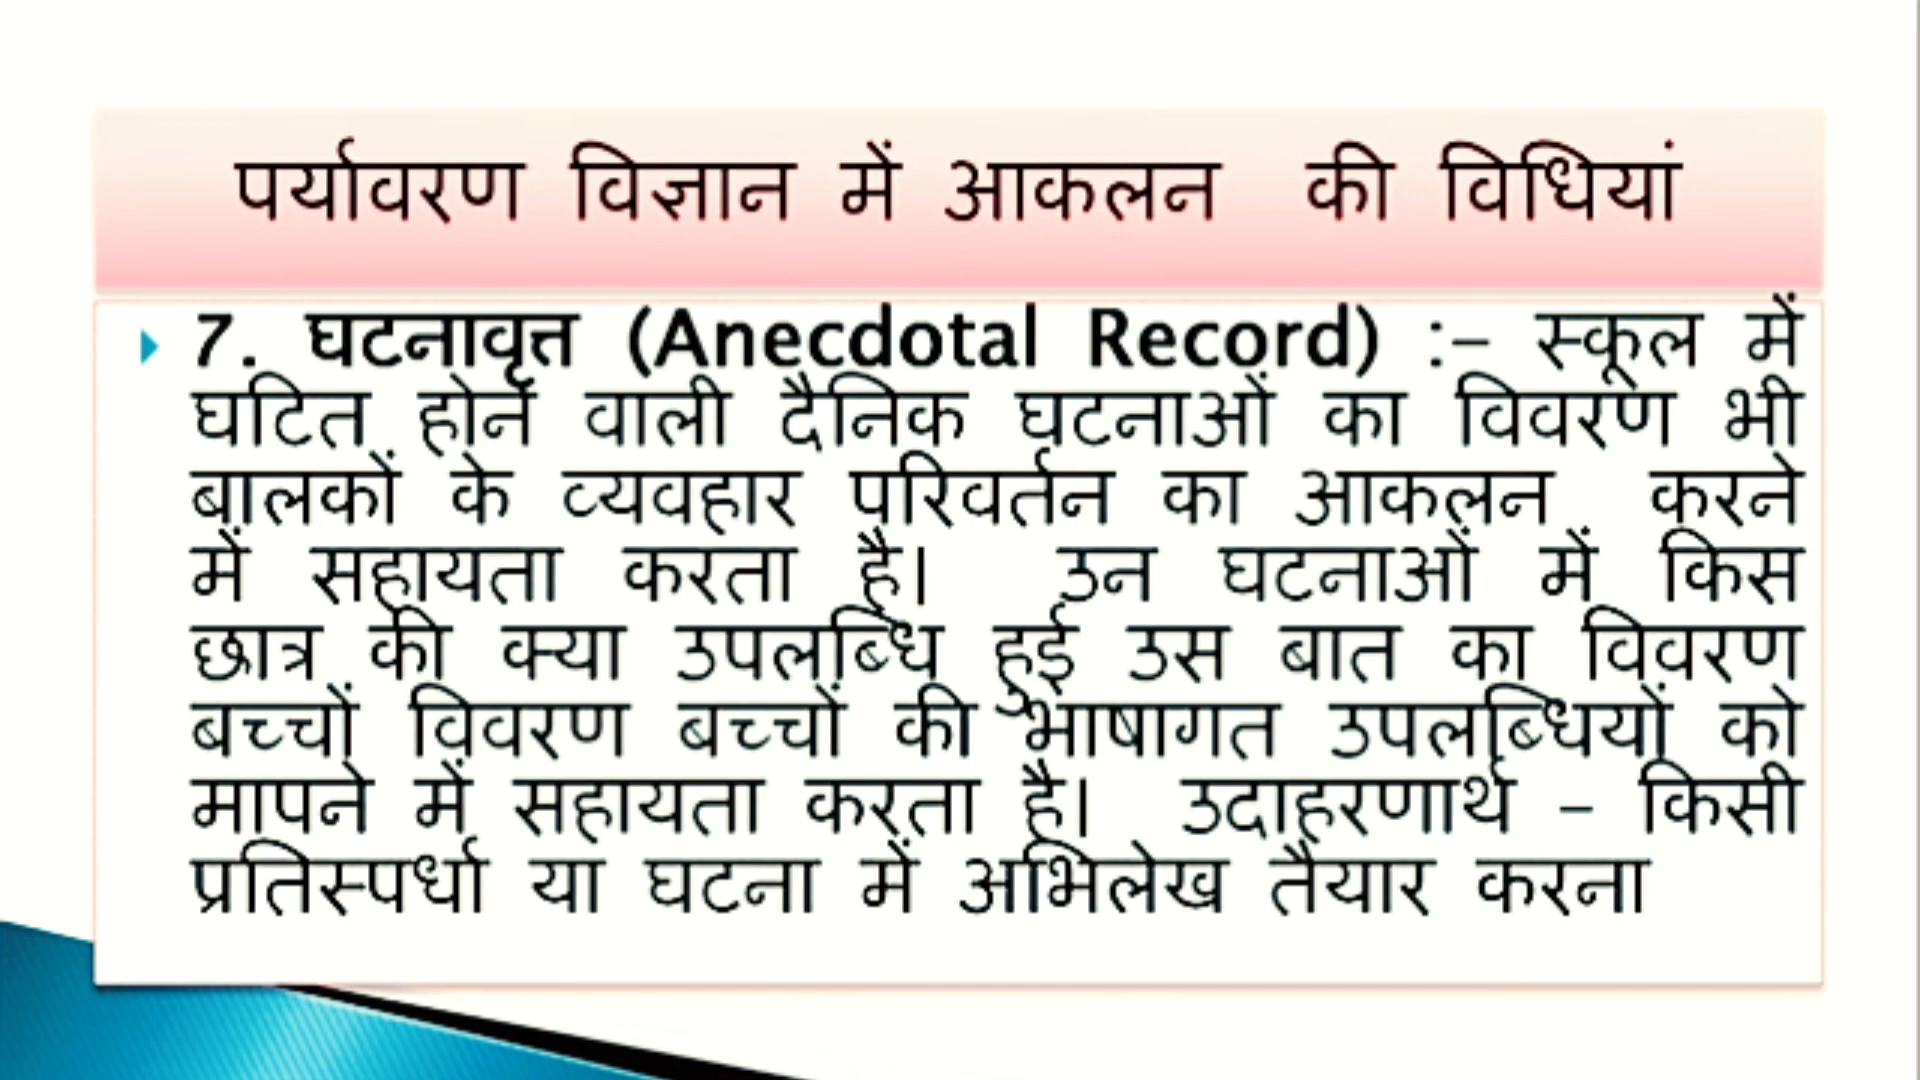 पर्यावरण विज्ञान में आकलन की विधियां
7. घटनावृत्त (Anecdotal Record) :– स्कूल में
घटित होने वाली दैनिक घटनाओं का विवरण भी
बालकों के व्यवहार परिवर्तन का आकलन करने
में सहायता करता है। उन घटनाओं में किस
छात्र की क्या उपलब्धि हुई उस बात का विवरण
बच्चों विवरण बच्चों की भाषागत उपलब्धियों को
मापने में सहायता करता है। उदाहरणार्थ – किसी
प्रतिस्पर्धा या घटना में अभिलेख तैयार करना